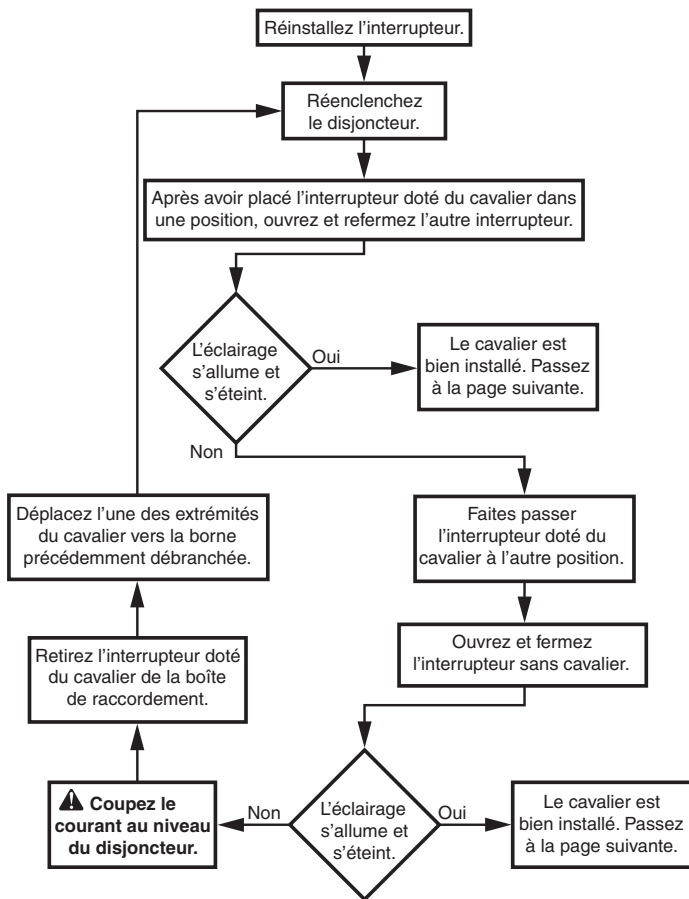 Réinstallez l'interrupteur.
Réenclenchez
le disjoncteur.
Après avoir placé l'interrupteur doté du cavalier dans
une position, ouvrez et refermez l'autre interrupteur.
L'éclairage
s'allume et
s'éteint.
Oui
Le cavalier est
bien installé. Passez
à la page suivante.
Non
Faites passer
l'interrupteur doté du
cavalier à l'autre position.
Ouvrez et fermez
l'interrupteur sans cavalier.
L'éclairage
s'allume et
s'éteint.
Oui
Le cavalier est
bien installé. Passez
à la page suivante.
Non
Coupez le
courant au niveau
du disjoncteur.
Retirez l'interrupteur doté
du cavalier de la boîte
de raccordement.
Déplacez l'une des extrémités
du cavalier vers la borne
précédemment débranchée.